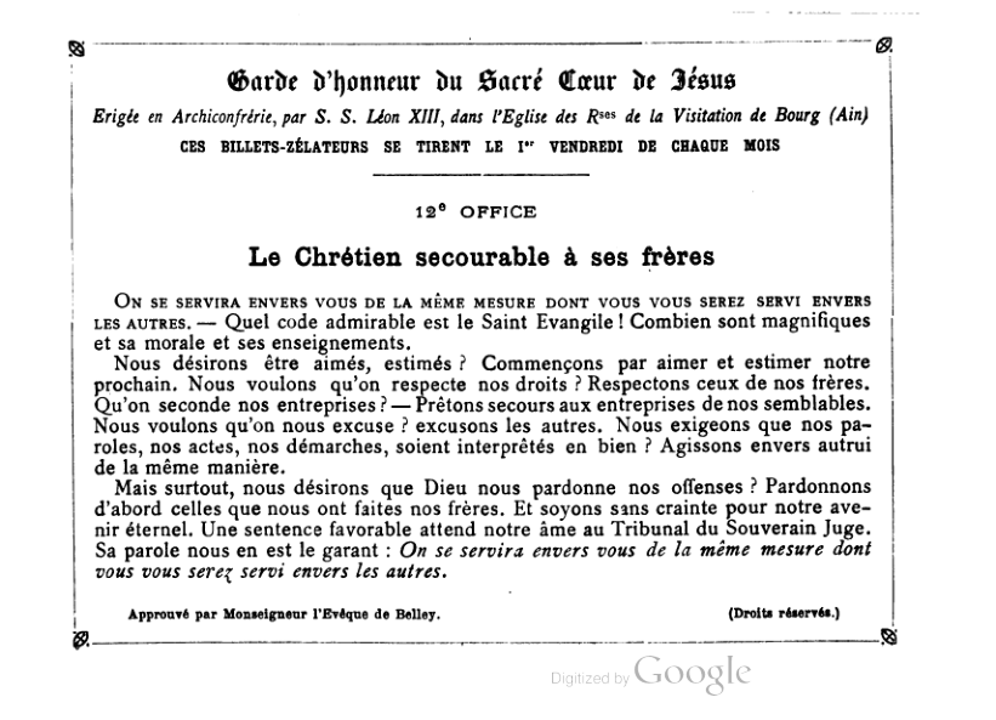 Garde d'honneur du Sacré Cœur de Jésus
Erigée en Archiconfrérie, par S. S. Léon XIII, dans l'Eglise des Rses de la Visitation de Bourg (Ain)
CES BILLETS-ZÉLATEURS SE TIRENT LE Ier VENDREDI DE CHAQUE MOIS
12e OFFICE
Le Chrétien secourable à ses frères
ON SE SERVIRA ENVERS VOUS DE LA MÊME MESURE DONT VOUS VOUS SEREZ SERVI ENVERS
LES AUTRES. — Quel code admirable est le Saint Evangile ! Combien sont magnifiques
et sa morale et ses enseignements.
Nous désirons être aimés, estimés ? Commençons par aimer et estimer notre
prochain. Nous voulons qu'on respecte nos droits ? Respectons ceux de nos frères.
Qu'on seconde nos entreprises ? — Prêtons secours aux entreprises de nos semblables.
Nous voulons qu'on nous excuse ? excusons les autres. Nous exigeons que nos pa-
roles, nos actes, nos démarches, soient interprétés en bien ? Agissons envers autrui
de la même manière.
Mais surtout, nous désirons que Dieu nous pardonne nos offenses ? Pardonnons
d'abord celles que nous ont faites nos frères. Et soyons sans crainte pour notre ave-
nir éternel. Une sentence favorable attend notre âme au Tribunal du Souverain Juge.
Sa parole nous en est le garant : On se servira envers vous de la même mesure dont
vous vous serez servi envers les autres.
Approuvé par Monseigneur l'Evêque de Belley. (Droits réservés.)
Digitized by Google